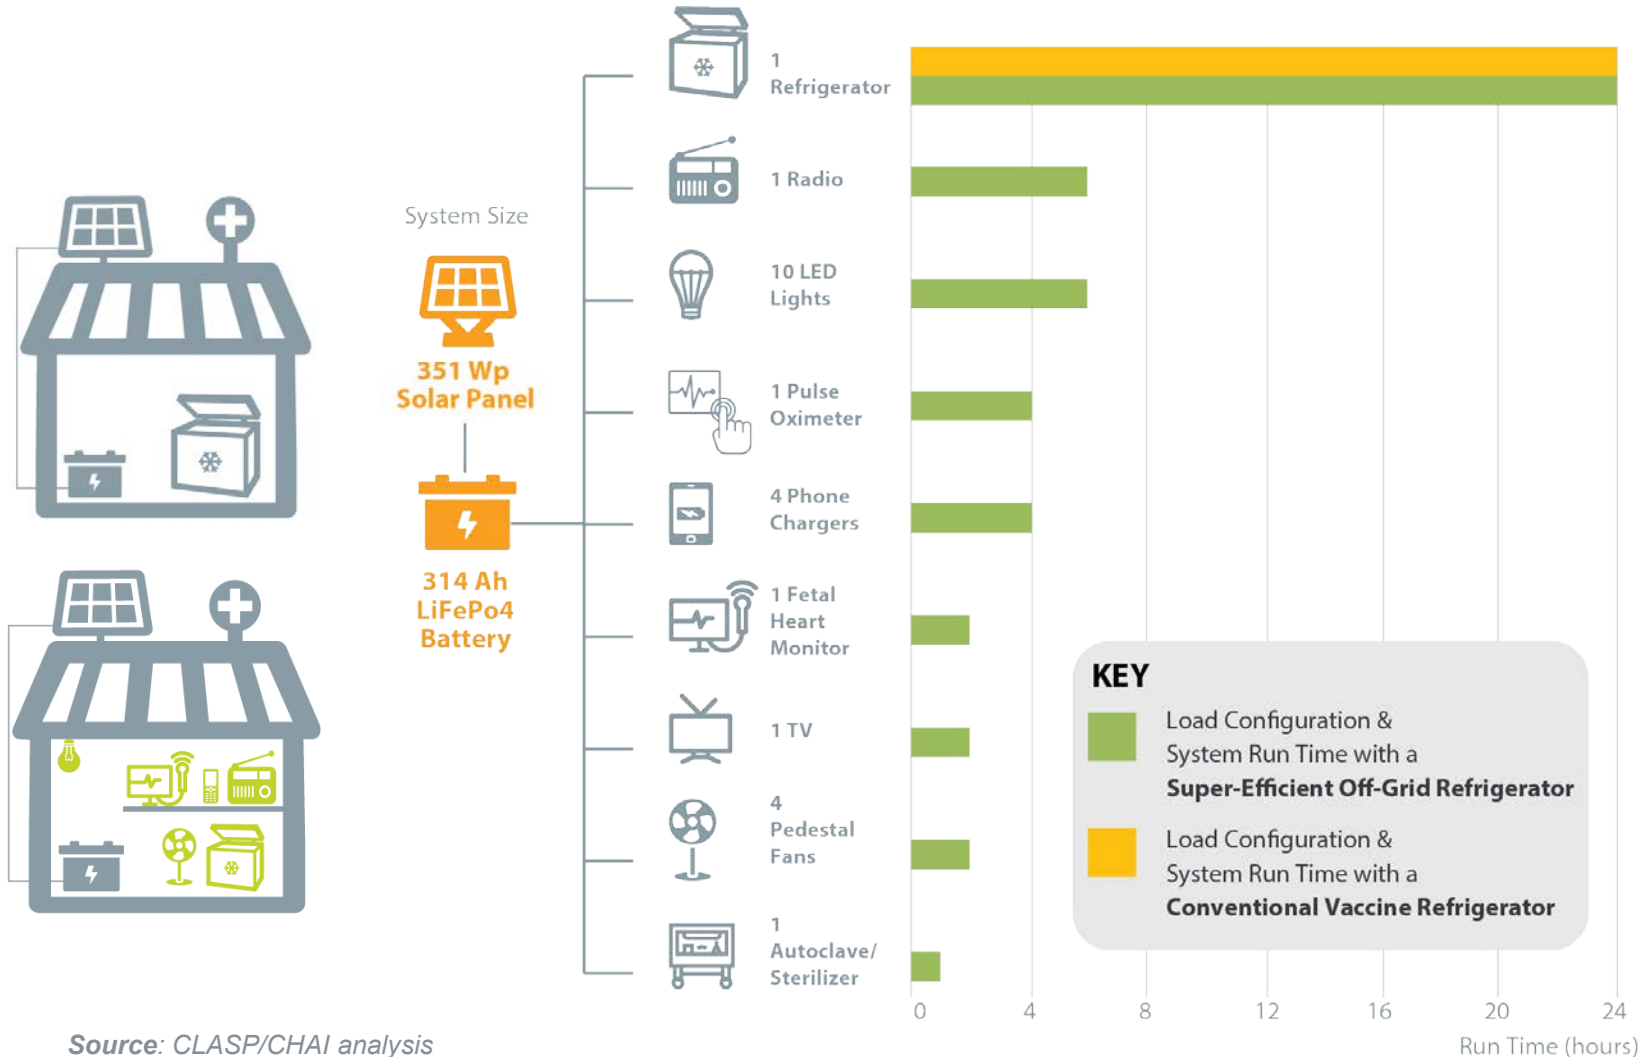 System Size
351 Wp
Solar Panel
314 Ah
LiFePo4
Battery
1
Refrigerator
1 Radio
10 LED
Lights
1 Pulse
Oximeter
4 Phone
Chargers
1 Fetal
Heart
Monitor
1 TV
4
Pedestal
Fans
1
Autoclave/
Sterilizer
KEY
Load Configuration &
System Run Time with a
Super-Efficient Off-Grid Refrigerator
Load Configuration &
System Run Time with a
Conventional Vaccine Refrigerator
0 4 8 12 16 20 24
Run Time (hours)
Source: CLASP/CHAI analysis